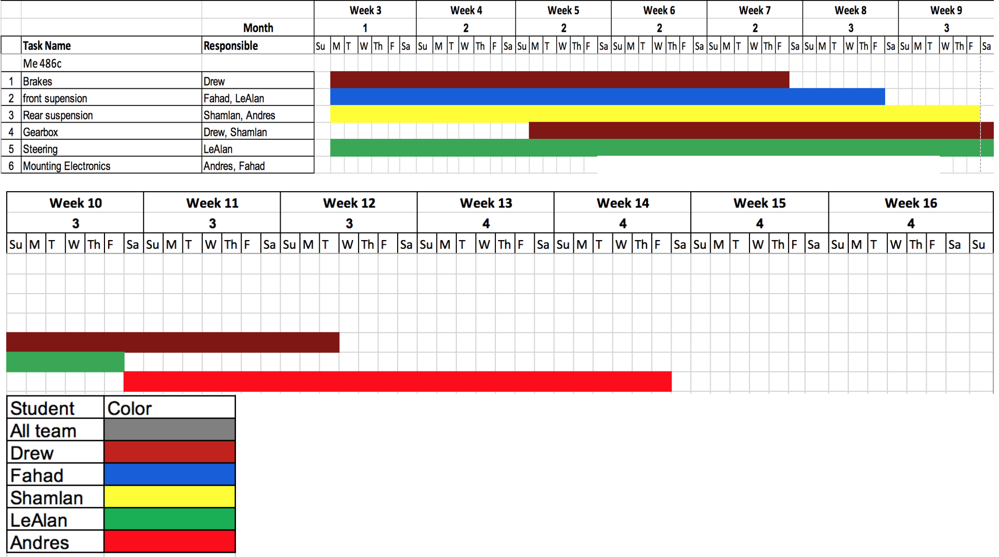 Week 3 Week 4 Week 5 Week 6 Week 7 Week 8 Week 9
Month 1 2 2 2 2 3 3
Task Name Responsible Su M T W Th F Sa Su M T W Th F Sa Su M T W Th F Sa Su M T W Th F Sa Su M T W Th F Sa Su M T W Th F Sa Su M T W Th F Sa
Me 486c
1 Brakes Drew
2 front supension Fahad, LeAlan
3 Rear suspension Shamlan, Andres
4 Gearbox Drew, Shamlan
5 Steering LeAlan
6 Mounting Electronics Andres, Fahad
Week 10 Week 11 Week 12 Week 13 Week 14 Week 15 Week 16
3 3 3 4 4 4 4
Su M T W Th F Sa Su M T W Th F Sa Su M T W Th F Sa Su M T W Th F Sa Su M T W Th F Sa Su M T W Th F Sa Su M T W Th F Sa Su
Student Color
All team
Drew
Fahad
Shamlan
LeAlan
Andres